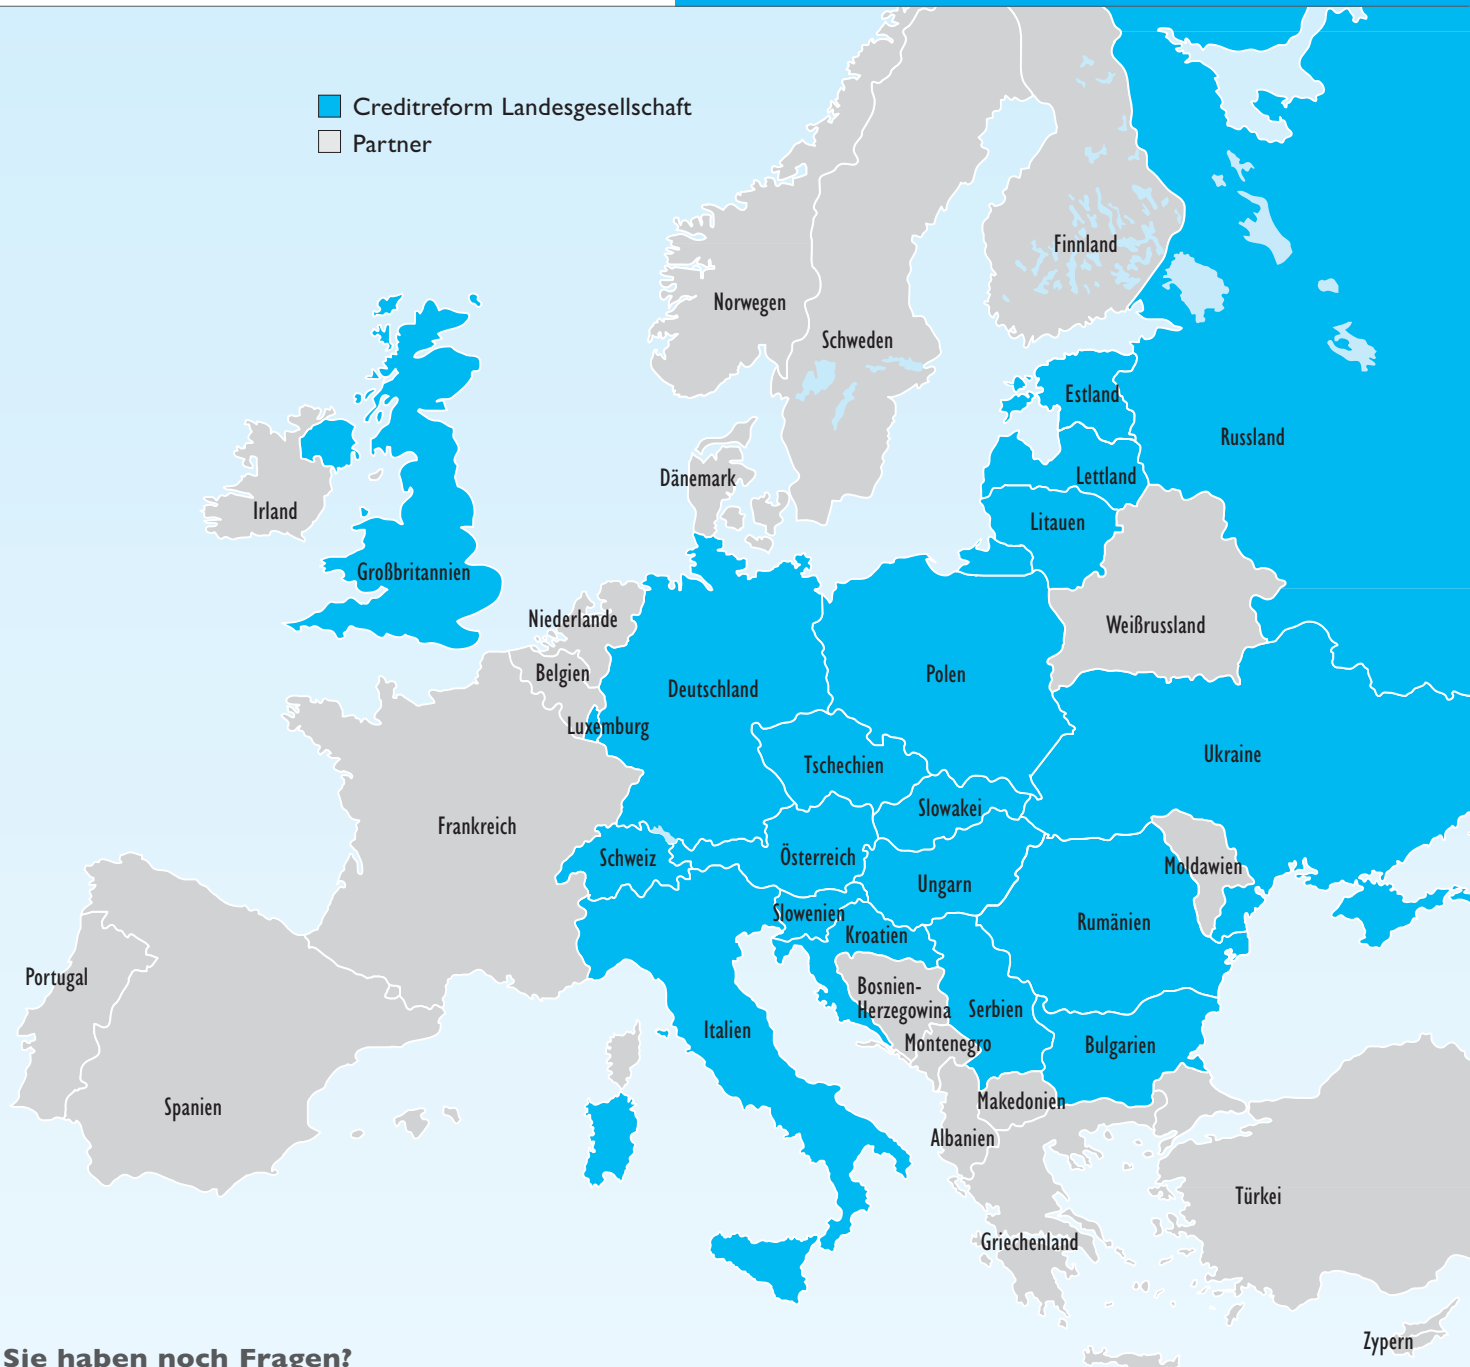 Creditreform Landesgesellschaft
Partner
Finnland
Norwegen
Schweden
Estland
Russland
Dänemark
Lettland
Irland
Litauen
Großbritannien
Niederlande
Weißrussland
Belgien
Polen
Deutschland
Luxemburg
Ukraine
Tschechien
Slowakei
Frankreich
Schweiz
Österreich
Moldawien
Ungarn
Slowenien
Rumänien
Kroatien
Portugal
Bosnien-
Herzegowina
Serbien
Italien
Montenegro
Bulgarien
Makedonien
Spanien
Albanien
Türkei
Griechenland
Zypern
Sie haben noch Fragen?